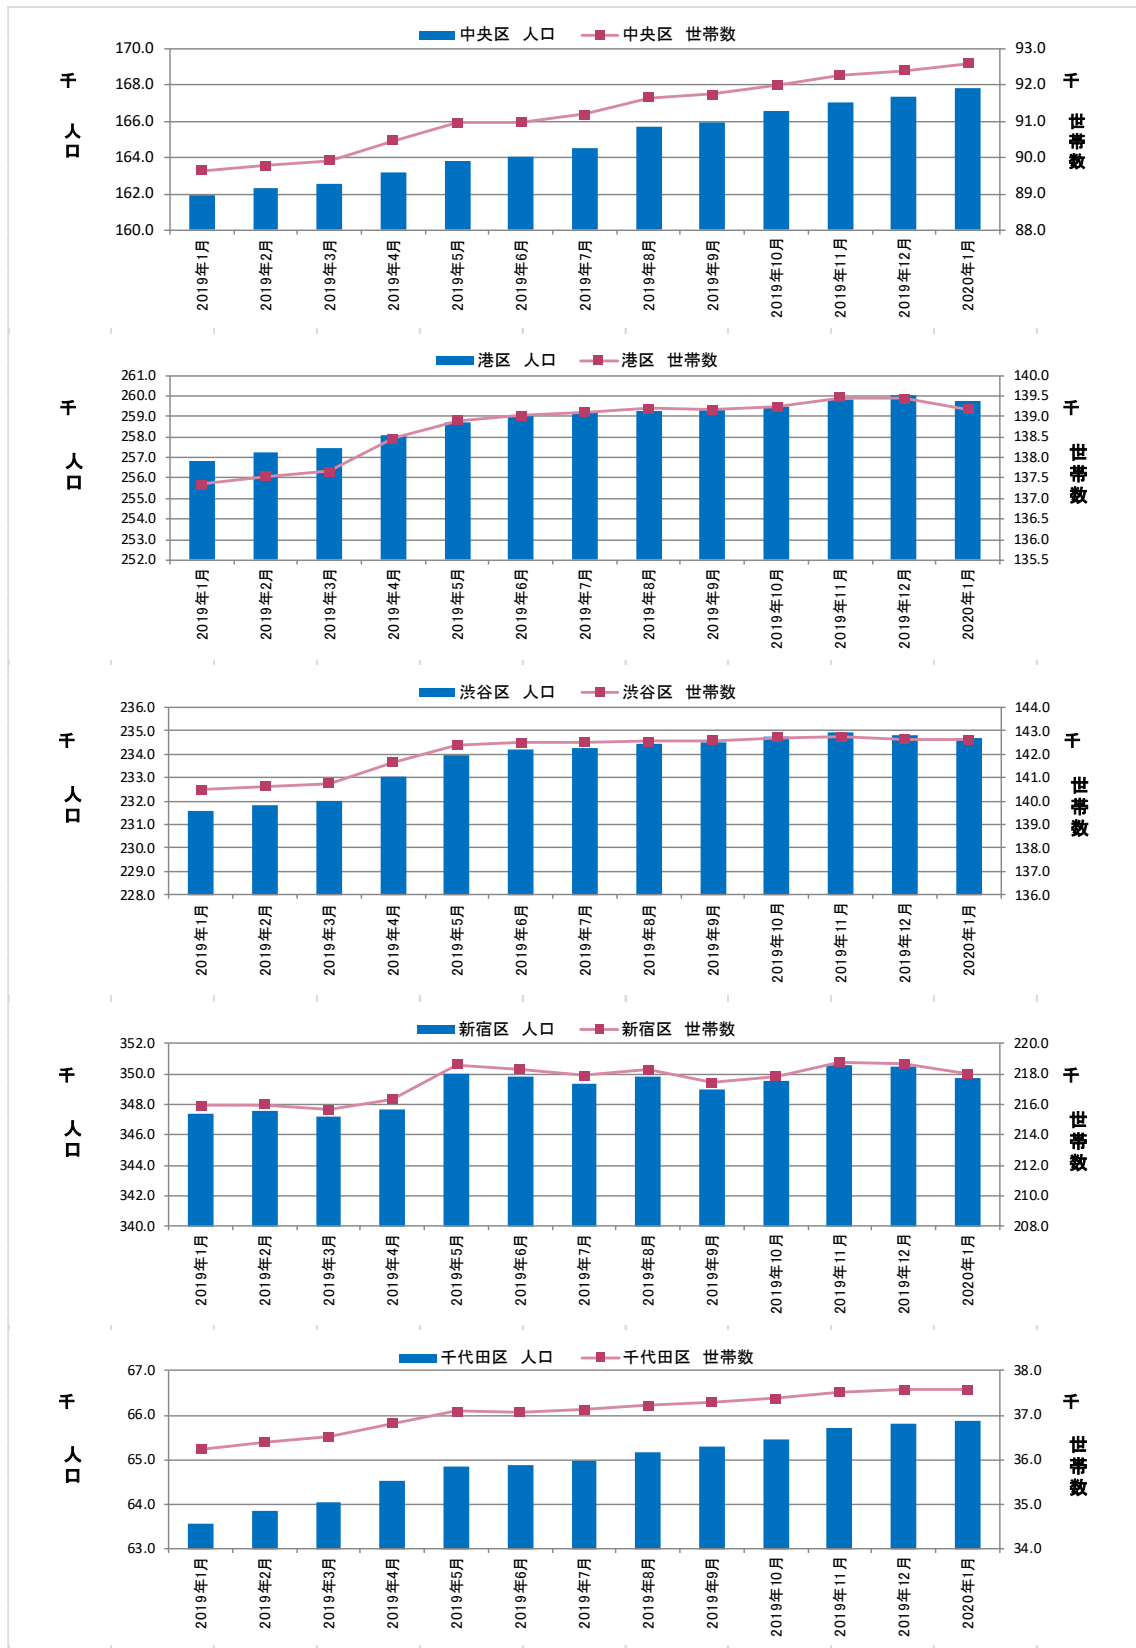 中央区　人口　中央区　世帯数
千
人口
170.0
168.0
166.0
164.0
162.0
160.0
93.0
92.0
91.0
90.0
89.0
88.0
千
世帯数
2019年1月
2019年2月
2019年3月
2019年4月
2019年5月
2019年6月
2019年7月
2019年8月
2019年9月
2019年10月
2019年11月
2019年12月
2020年1月
港区　人口　港区　世帯数
千
人口
261.0
260.0
259.0
258.0
257.0
256.0
255.0
254.0
253.0
252.0
140.0
139.5
139.0
138.5
138.0
137.5
137.0
136.5
136.0
135.5
千
世帯数
2019年1月
2019年2月
2019年3月
2019年4月
2019年5月
2019年6月
2019年7月
2019年8月
2019年9月
2019年10月
2019年11月
2019年12月
2020年1月
渋谷区　人口　渋谷区　世帯数
千
人口
236.0
235.0
234.0
233.0
232.0
231.0
230.0
229.0
228.0
144.0
143.0
142.0
141.0
140.0
139.0
138.0
137.0
136.0
千
世帯数
2019年1月
2019年2月
2019年3月
2019年4月
2019年5月
2019年6月
2019年7月
2019年8月
2019年9月
2019年10月
2019年11月
2019年12月
2020年1月
新宿区　人口　新宿区　世帯数
千
人口
352.0
350.0
348.0
346.0
344.0
342.0
340.0
220.0
218.0
216.0
214.0
212.0
210.0
208.0
千
世帯数
2019年1月
2019年2月
2019年3月
2019年4月
2019年5月
2019年6月
2019年7月
2019年8月
2019年9月
2019年10月
2019年11月
2019年12月
2020年1月
千代田区　人口　千代田区　世帯数
千
人口
67.0
66.0
65.0
64.0
63.0
38.0
37.0
36.0
35.0
34.0
千
世帯数
2019年1月
2019年2月
2019年3月
2019年4月
2019年5月
2019年6月
2019年7月
2019年8月
2019年9月
2019年10月
2019年11月
2019年12月
2020年1月